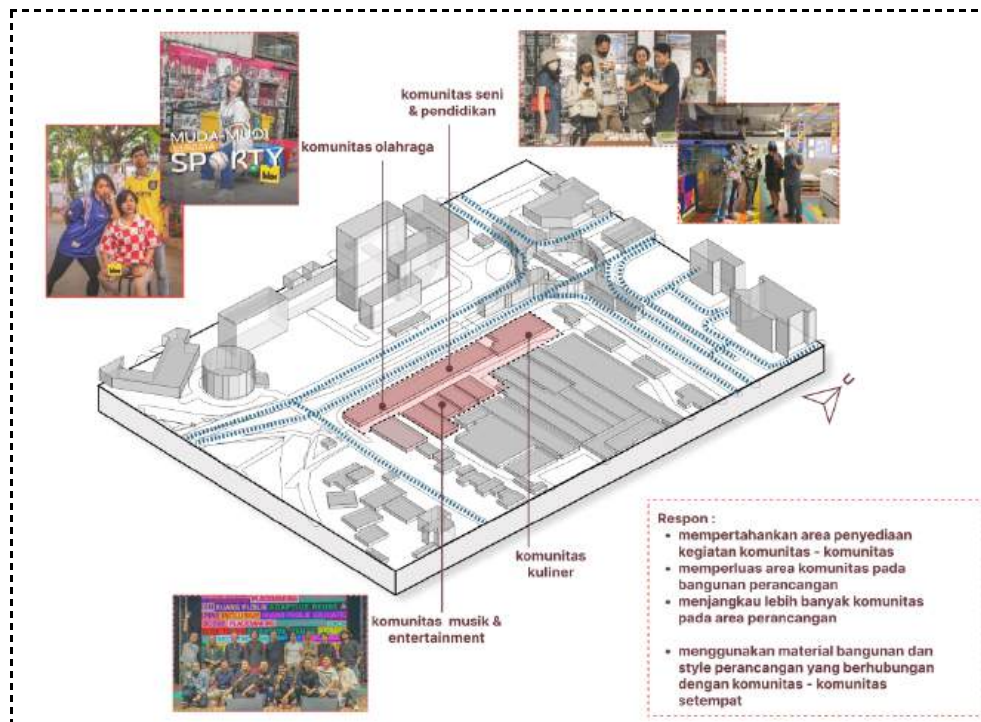 komunitas seni
& pendidikan
komunitas olahraga
MUDA-MUDI
SPORTY
komunitas
kuliner
komunitas musik &
entertainment
Respon :
• mempertahankan area penyediaan
kegiatan komunitas - komunitas
• memperluas area komunitas pada
bangunan perancangan
• menjangkau lebih banyak komunitas
pada area perancangan
• menggunakan material bangunan dan
style perancangan yang berhubungan
dengan komunitas - komunitas
setempat